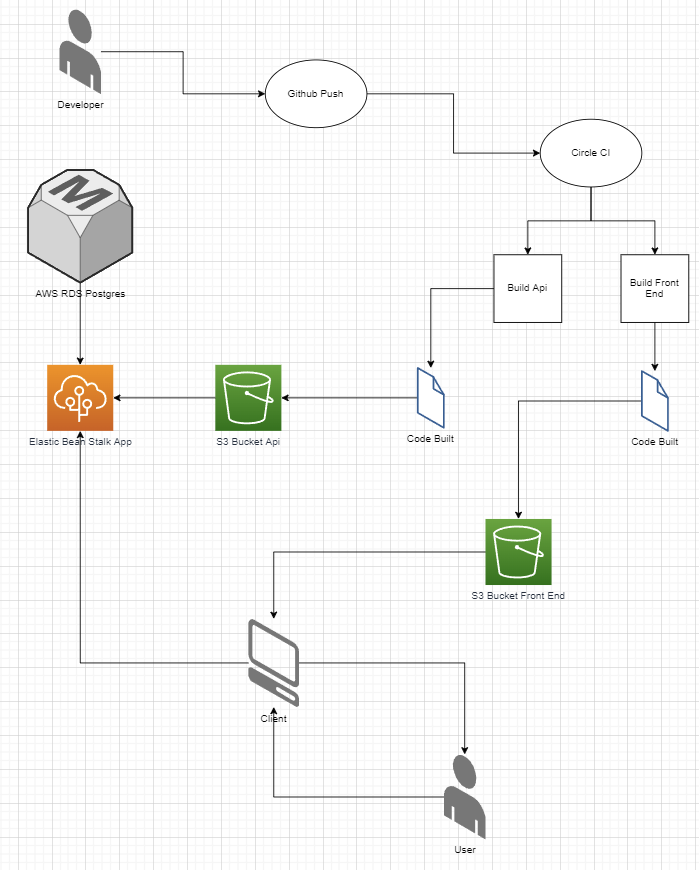 Developer
Github Push
Circle CI
M
AWS RDS Postgres
Build Api
Build Front
End
Elastic Bean Stalk App
S3 Bucket Api
Code Built
Code Built
S3 Bucket Front End
Client
User